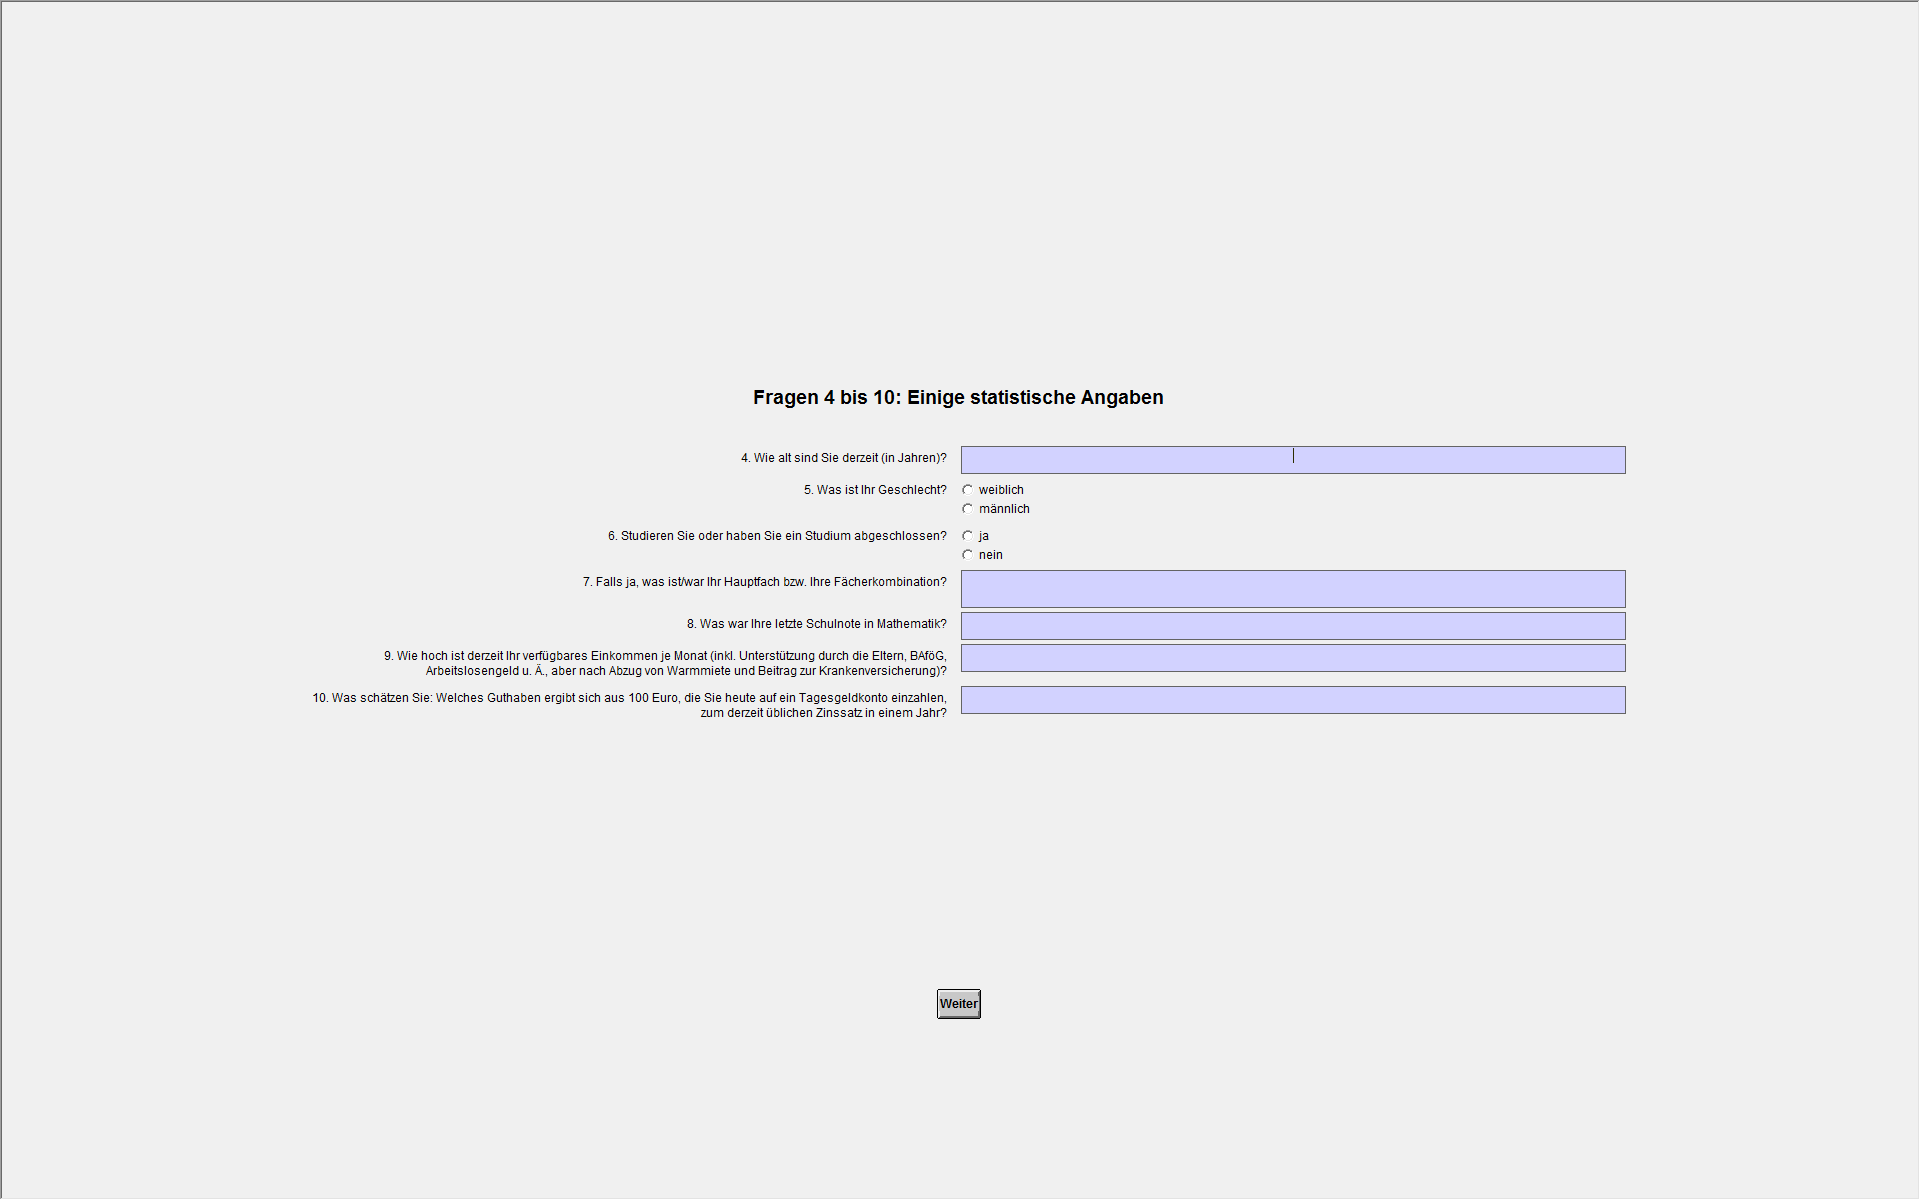 Fragen 4 bis 10: Einige statistische Angaben
4. Wie alt sind Sie derzeit (in Jahren)?
5. Was ist Ihr Geschlecht?
weiblich
männlich
6. Studieren Sie oder haben Sie ein Studium abgeschlossen?
ja
nein
7. Falls ja, was ist/war Ihr Hauptfach bzw. Ihre Fächerkombination?
8. Was war Ihre letzte Schulnote in Mathematik?
9. Wie hoch ist derzeit Ihr verfügbares Einkommen je Monat (inkl. Unterstützung durch die Eltern, BAföG,
Arbeitslosengeld u. Ä., aber nach Abzug von Warmmiete und Beitrag zur Krankenversicherung)?
10. Was schätzen Sie: Welches Guthaben ergibt sich aus 100 Euro, die Sie heute auf ein Tagesgeldkonto einzahlen,
zum derzeit üblichen Zinssatz in einem Jahr?
Weiter